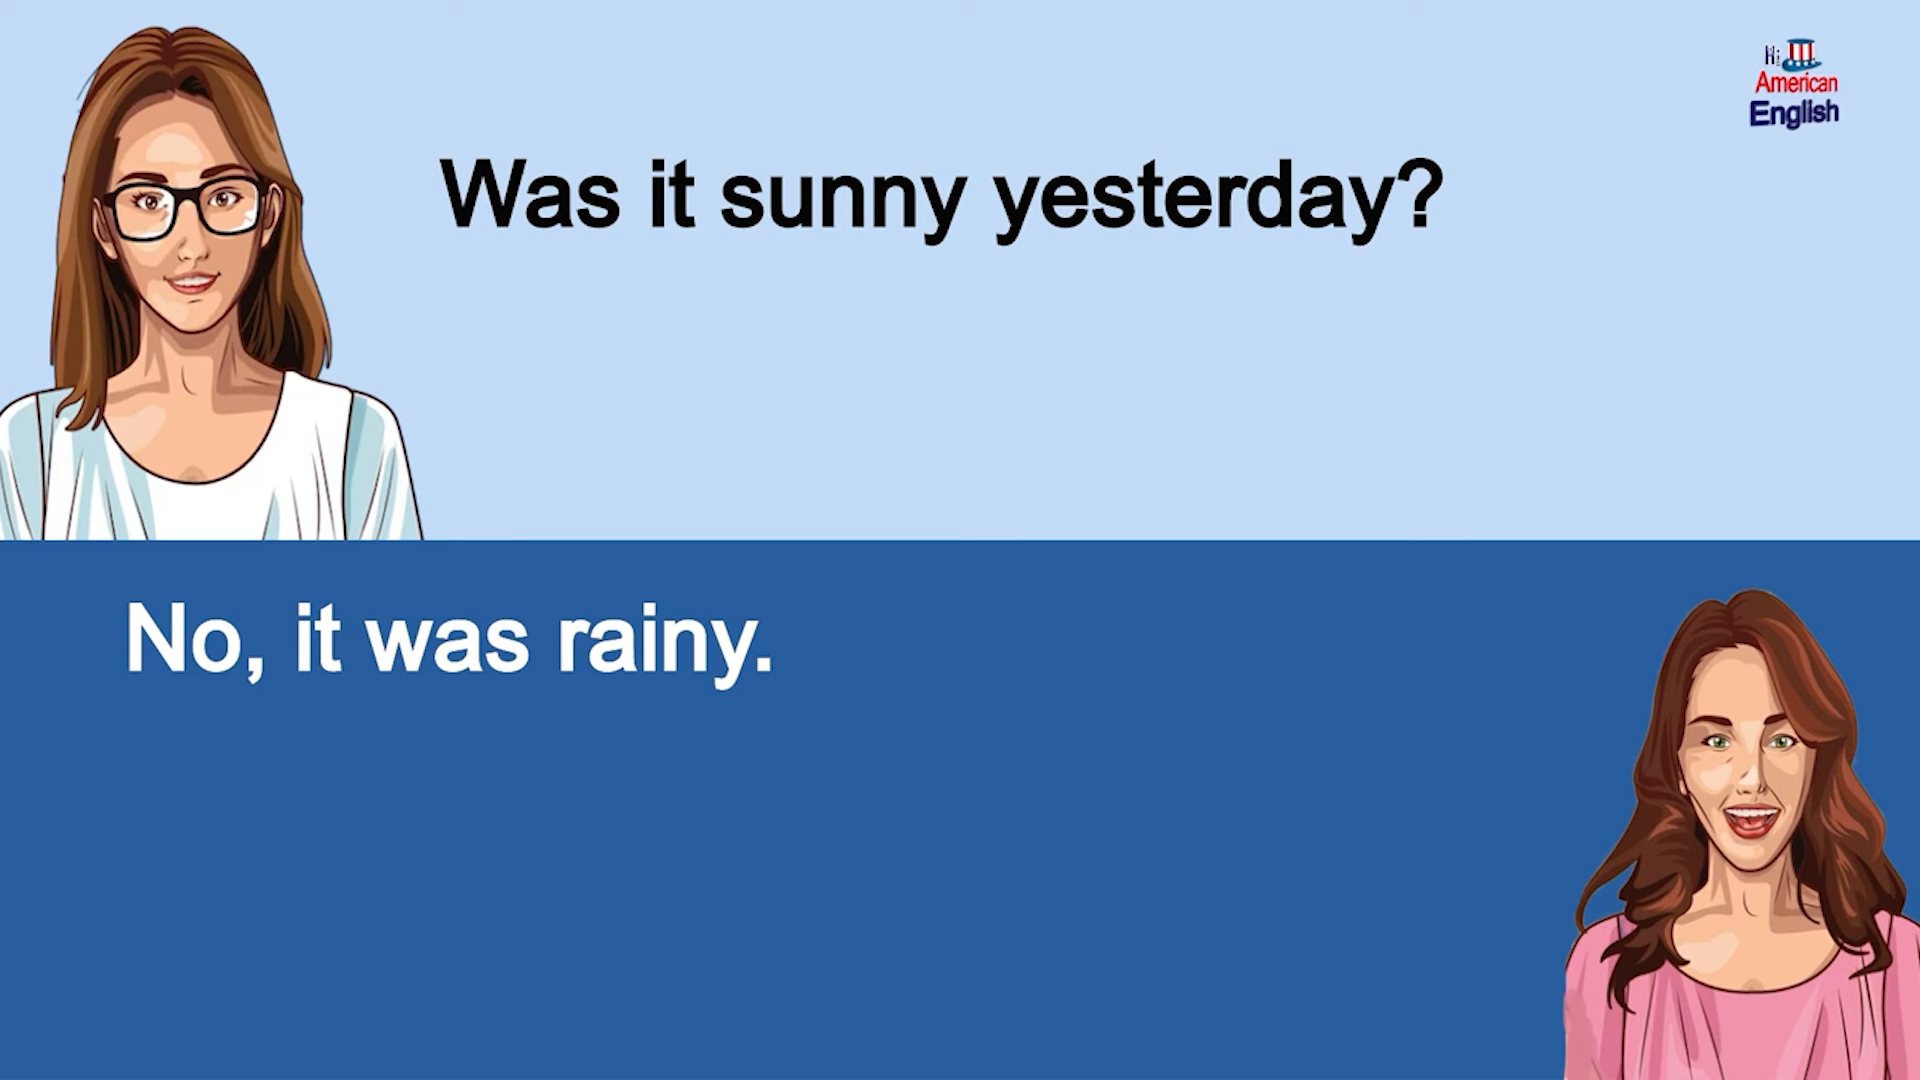 Hi
American
English
Was it sunny yesterday?
No, it was rainy.